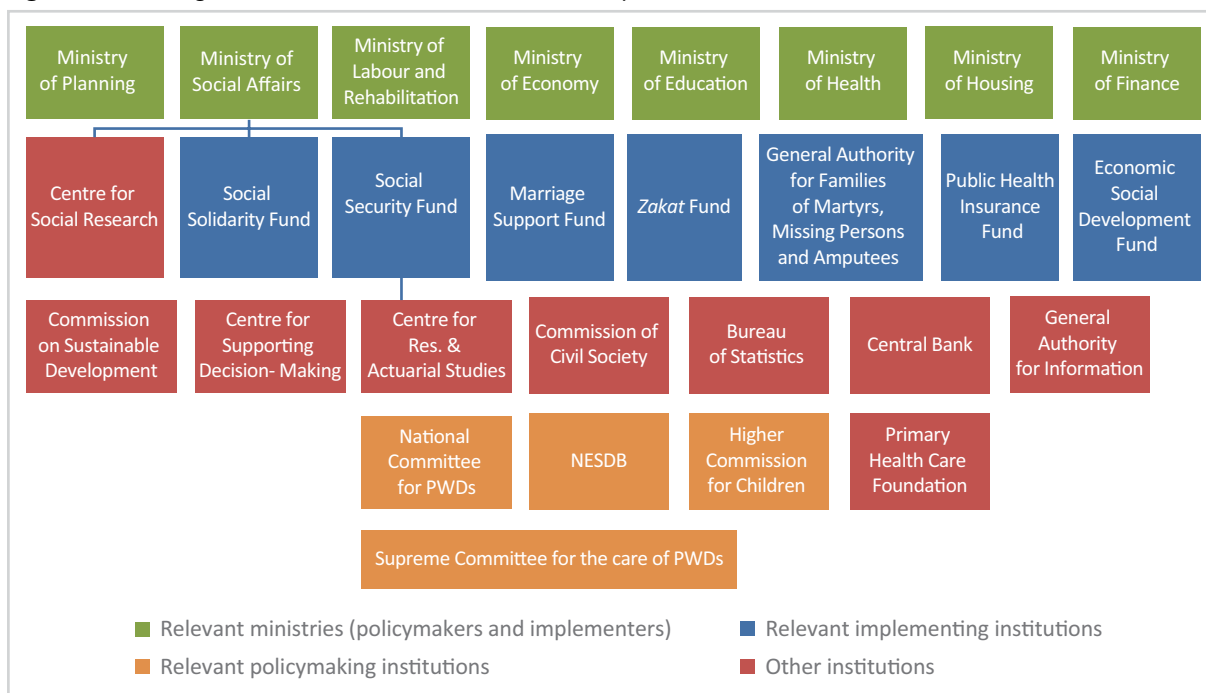 Ministry
of Planning
Ministry of
Social Affairs
Ministry of
Labour and
Rehabilitation
Ministry
of Economy
Ministry
of Education
Ministry
of Health
Ministry
of Housing
Ministry
of Finance
Centre for
Social Research
Social
Solidarity Fund
Social
Security Fund
Marriage
Support Fund
Zakat Fund
General Authority
for Families
of Martyrs,
Missing Persons
and Amputees
Public Health
Insurance
Fund
Economic
Social
Development
Fund
Commission
on Sustainable
Development
Centre for
Supporting
Decision- Making
Centre for
Res. &
Actuarial Studies
Commission of
Civil Society
Bureau
of Statistics
Central Bank
General
Authority
for Information
National
Committee
for PWDs
NESDB
Higher
Commission
for Children
Primary
Health Care
Foundation
Supreme Committee for the care of PWDs
Relevant ministries (policymakers and implementers)
Relevant implementing institutions
Relevant policymaking institutions
Other institutions